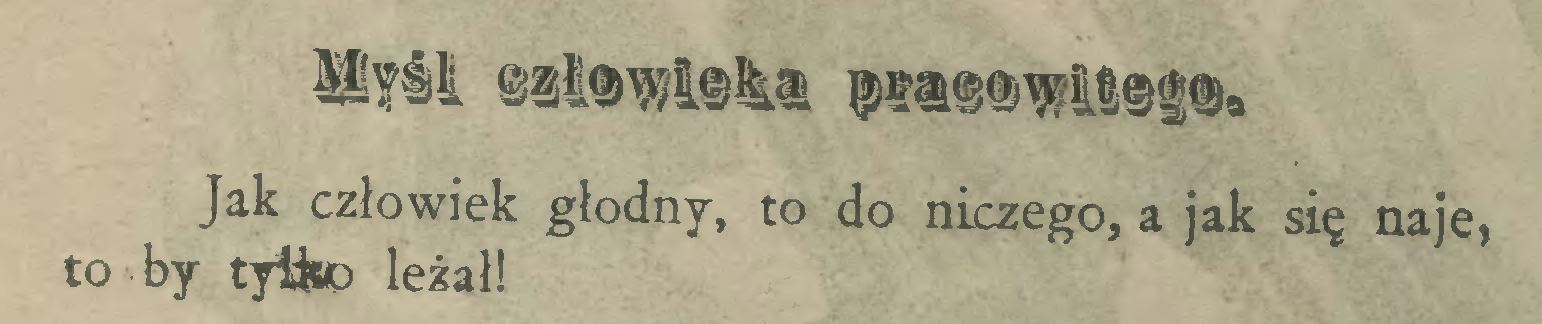 Myśl człowieka pracowitego.
Jak człowiek głodny, to do niczego, a jak się naje,
to by tylko leżał!